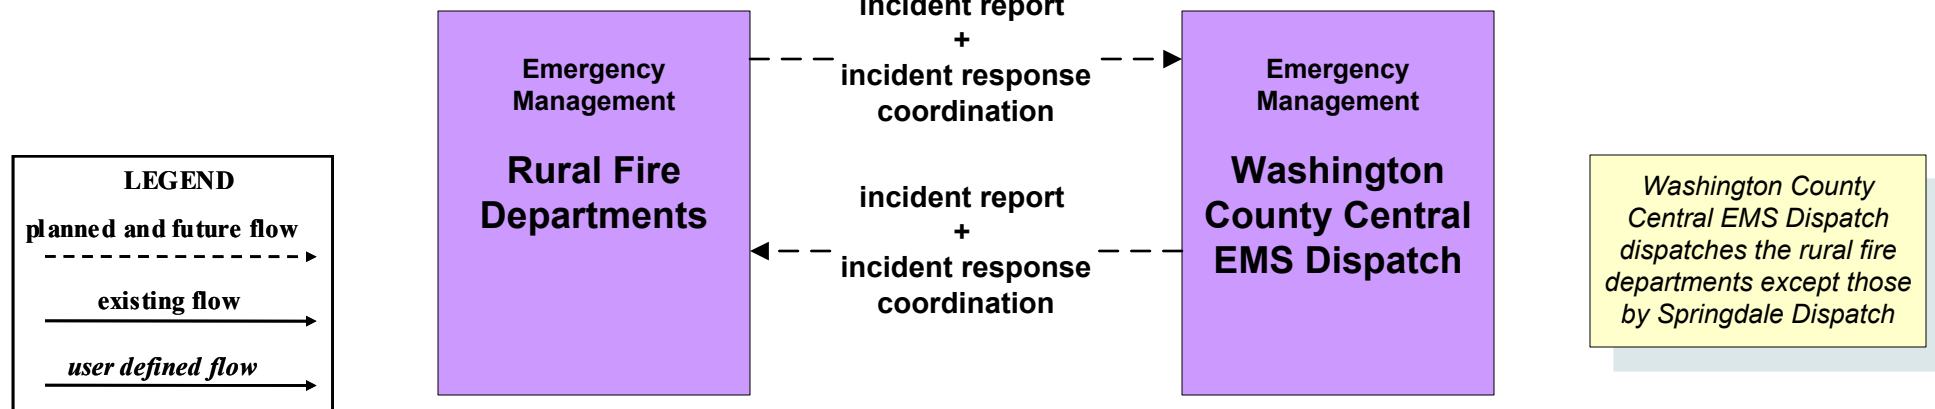 incident report
+
incident response
coordination
Emergency
Management
Rural Fire
Departments
Emergency
Management
Washington
County Central
EMS Dispatch
incident report
+
incident response
coordination
LEGEND
planned and future flow
existing flow
user defined flow
Washington County
Central EMS Dispatch
dispatches the rural fire
departments except those
by Springdale Dispatch